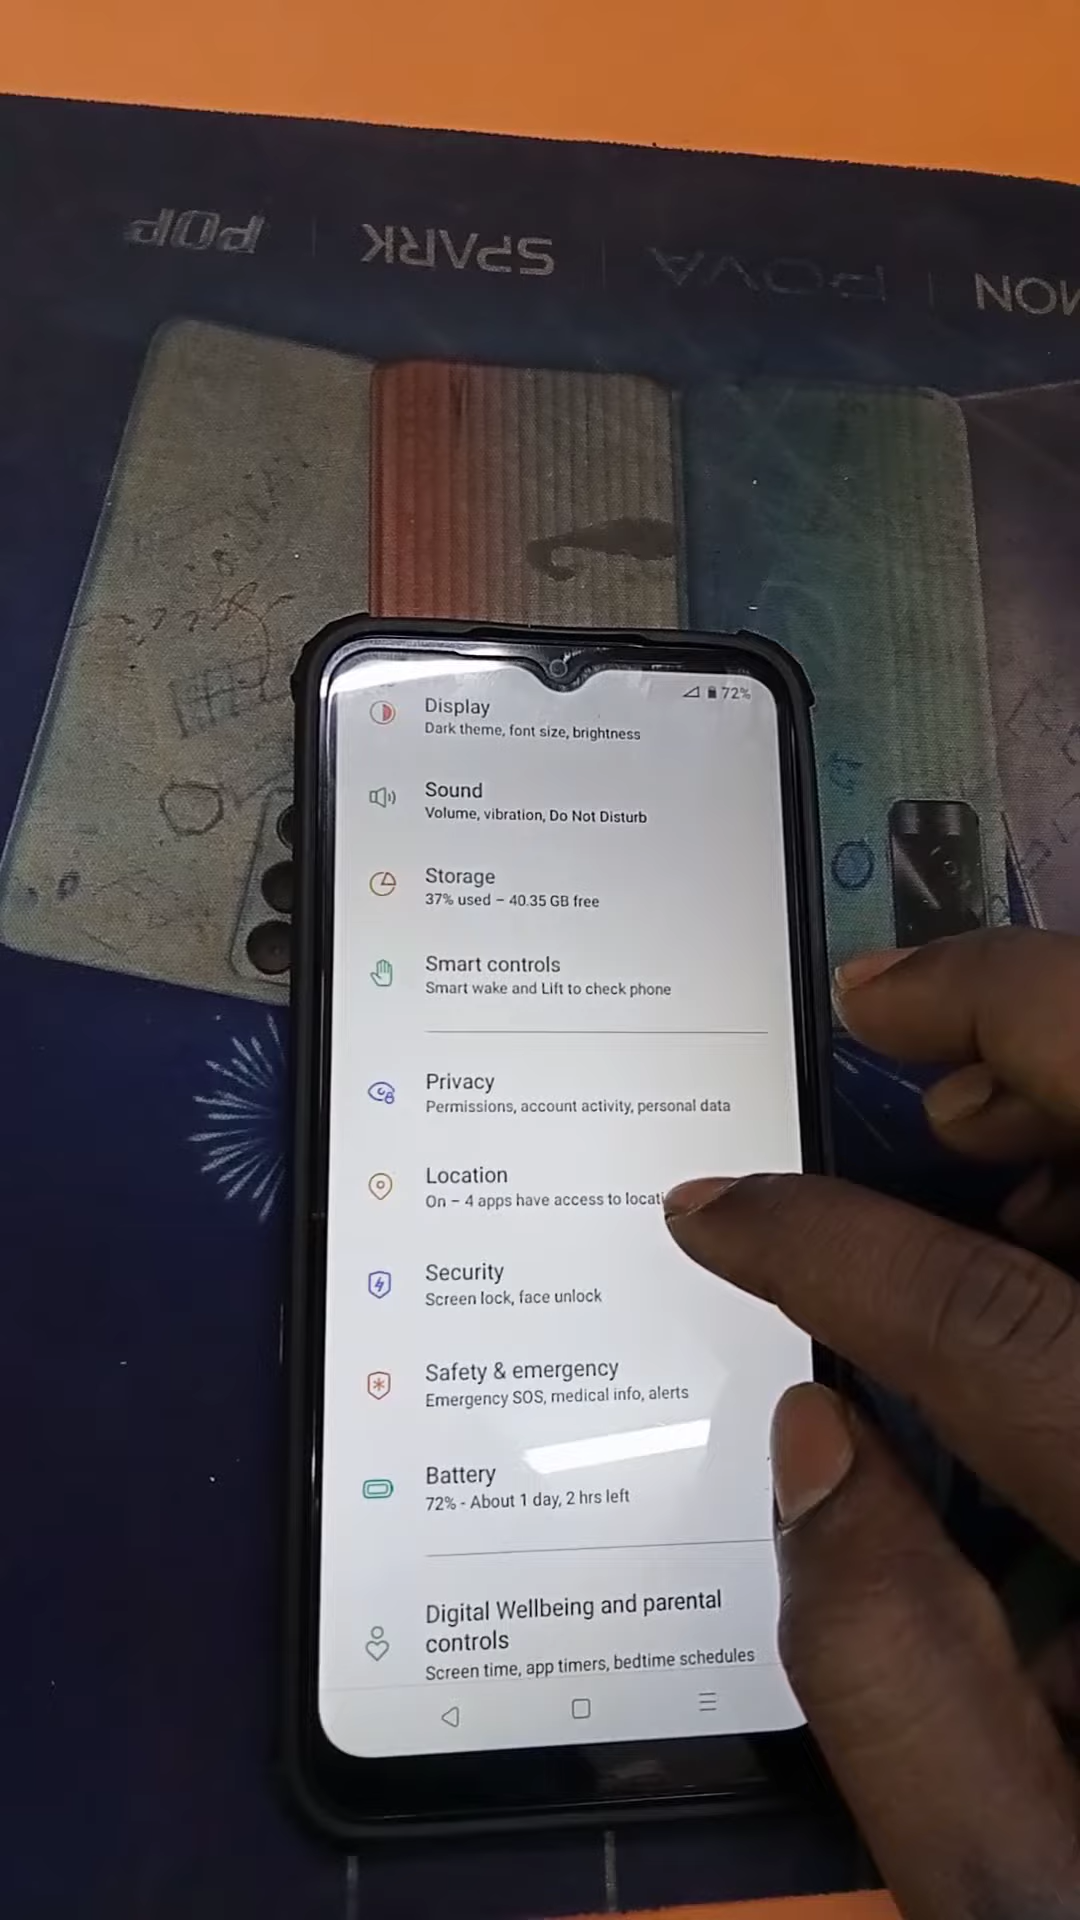 POP | SPARK | POVA |
72%
Display
Dark theme, font size, brightness
Sound
Volume, vibration, Do Not Disturb
Storage
37% used – 40.35 GB free
Smart controls
Smart wake and Lift to check phone
Privacy
Permissions, account activity, personal data
Location
On – 4 apps have access to
Security
Screen lock, face unlock
Safety & emergency
Emergency SOS, medical info, alerts
Battery
72% - About 1 day, 2 hrs left
Digital Wellbeing and parental
controls
Screen time, app timers, bedtime schedules